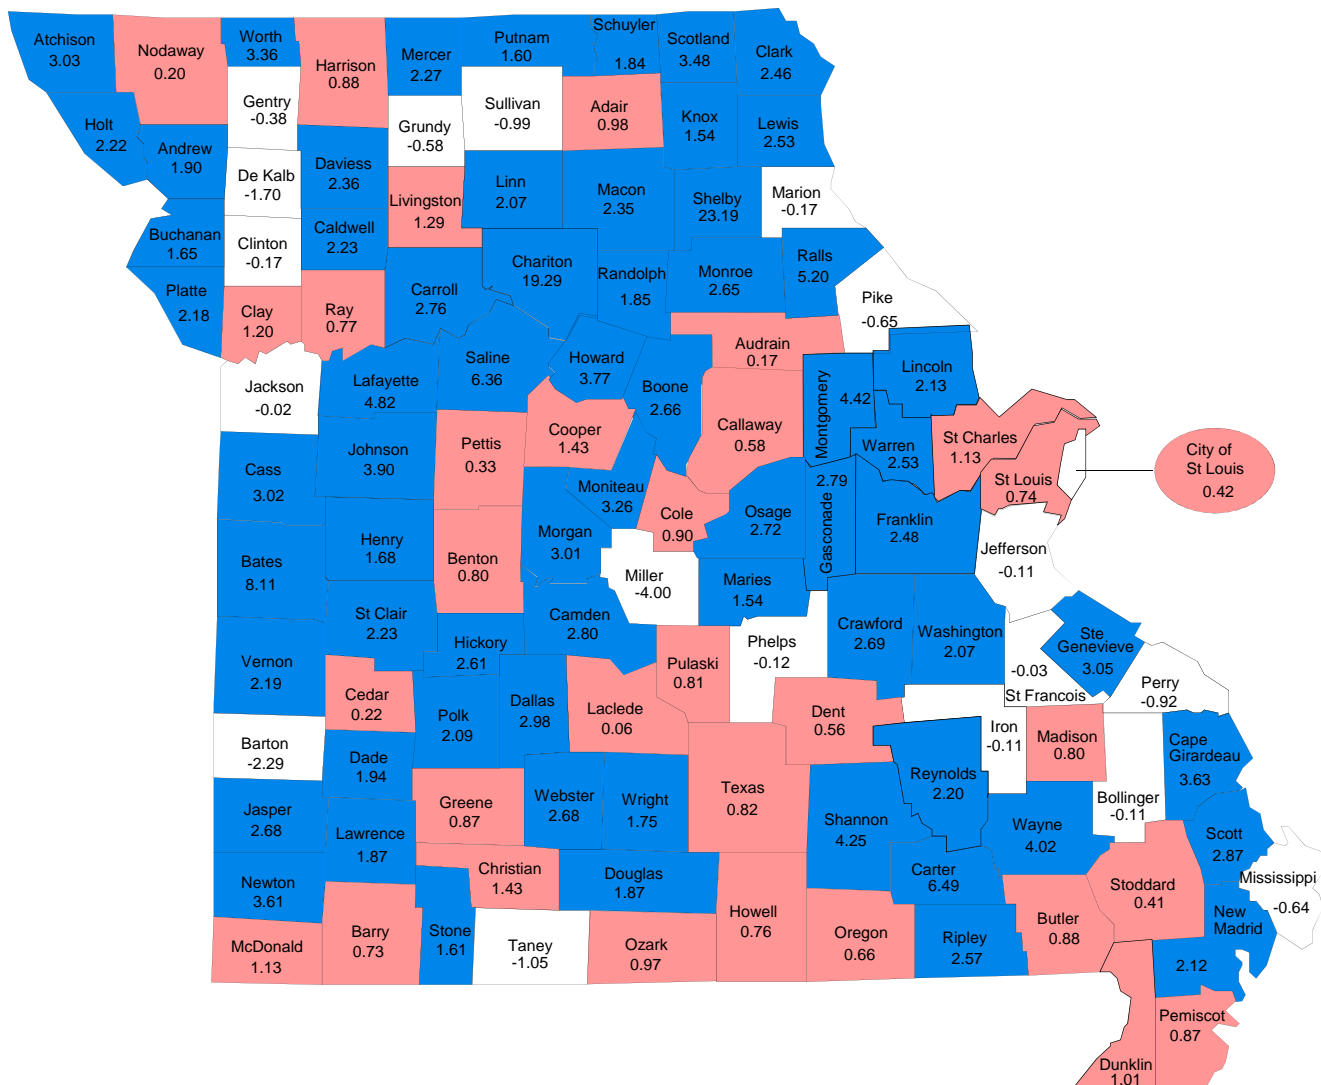 Atchison
3.03
Nodaway
0.20
Worth
3.36
Harrison
0.88
Mercer
2.27
Putnam
1.60
Schuyler
1.84
Scotland
3.48
Clark
2.46
Gentry
-0.38
Sullivan
-0.99
Adair
0.98
Knox
1.54
Lewis
2.53
Holt
2.22
Andrew
1.90
Grundy
-0.58
De Kalb
-1.70
Daviess
2.36
Livingston
1.29
Linn
2.07
Macon
2.35
Shelby
23.19
Marion
-0.17
Buchanan
1.65
Clinton
-0.17
Caldwell
2.23
Chariton
19.29
Randolph
1.85
Monroe
2.65
Ralls
5.20
Platte
2.18
Clay
1.20
Ray
0.77
Carroll
2.76
Pike
-0.65
Audrain
0.17
Saline
6.36
Howard
3.77
Boone
2.66
Jackson
-0.02
Lafayette
4.82
Lincoln
2.13
Montgomery
4.42
Callaway
0.58
Cooper
1.43
Pettis
0.33
Johnson
3.90
Cass
3.02
Warren
2.53
St Charles
1.13
St Louis
0.74
City of
St Louis
0.42
Moniteau
3.26
Cole
0.90
Osage
2.72
2.79
Gasconade
Franklin
2.48
Jefferson
-0.11
Bates
8.11
Henry
1.68
Benton
0.80
Morgan
3.01
Miller
-4.00
Maries
1.54
St Clair
2.23
Hickory
2.61
Camden
2.80
Pulaski
0.81
Phelps
-0.12
Crawford
2.69
Washington
2.07
-0.03
St Francois
Ste
Genevieve
3.05
Perry
-0.92
Vernon
2.19
Cedar
0.22
Polk
2.09
Dallas
2.98
Laclede
0.06
Dent
0.56
Iron
-0.11
Madison
0.80
Cape
Girardeau
3.63
Barton
-2.29
Dade
1.94
Greene
0.87
Webster
2.68
Wright
1.75
Texas
0.82
Reynolds
2.20
Bollinger
-0.11
Jasper
2.68
Lawrence
1.87
Shannon
4.25
Wayne
4.02
Scott
2.87
Newton
3.61
Christian
1.43
Douglas
1.87
Carter
6.49
Stoddard
0.41
Mississippi
-0.64
McDonald
1.13
Barry
0.73
Stone
1.61
Taney
-1.05
Ozark
0.97
Howell
0.76
Oregon
0.66
Ripley
2.57
Butler
0.88
New
Madrid
2.12
Pemiscot
0.87
Dunklin
1.01